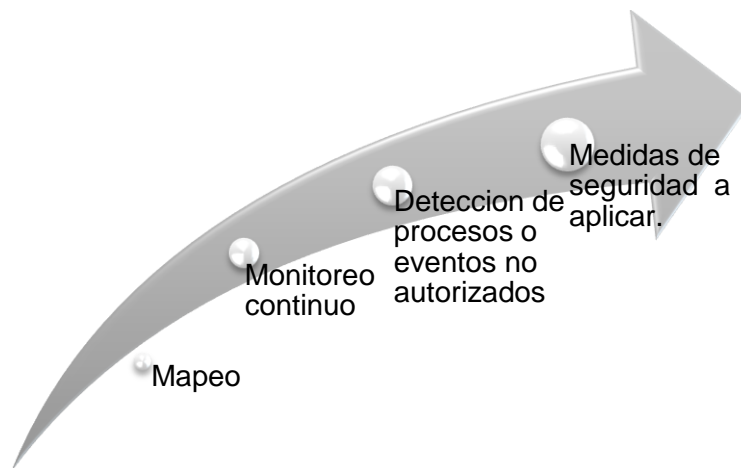 Mapeo
Monitoreo
continuo
Deteccion de
procesos o
eventos no
autorizados
Medidas de
seguridad a
aplicar.